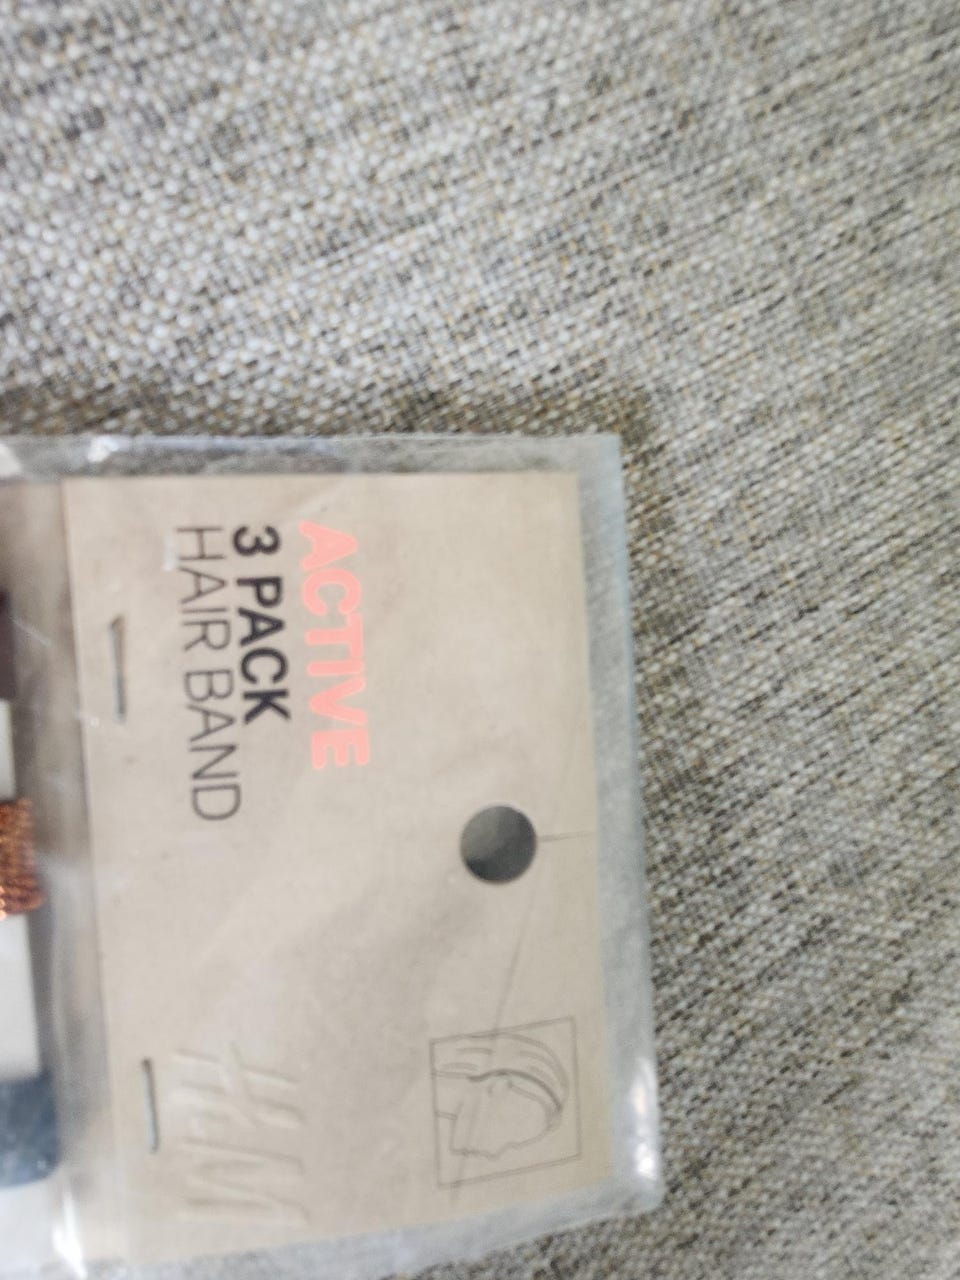 ACTIVE
3 PACK
HAIR BAND
H&M